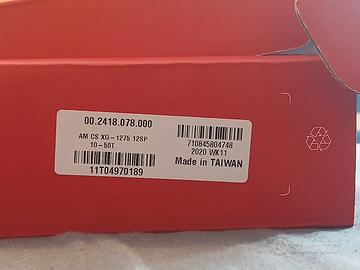 00.2418.078.000
AM CS XG-1275 12SP
10-50T
710845804748
2020 WK11
Made in TAIWAN
11T04970189